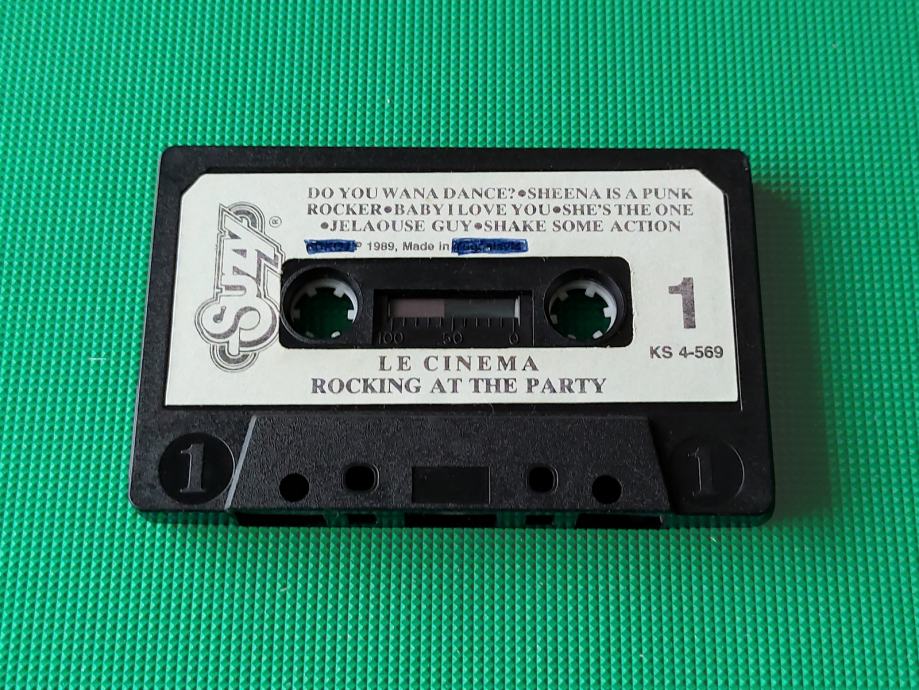 DO YOU WANA DANCE?•SHEENA IS A PUNK
ROCKER•BABY I LOVE YOU•SHE'S THE ONE
•JELAOUSE GUY•SHAKE SOME ACTION
P 1989, Made in
SUZY ®
1
100 50 0
KS 4-569
LE CINEMA
ROCKING AT THE PARTY
1 1